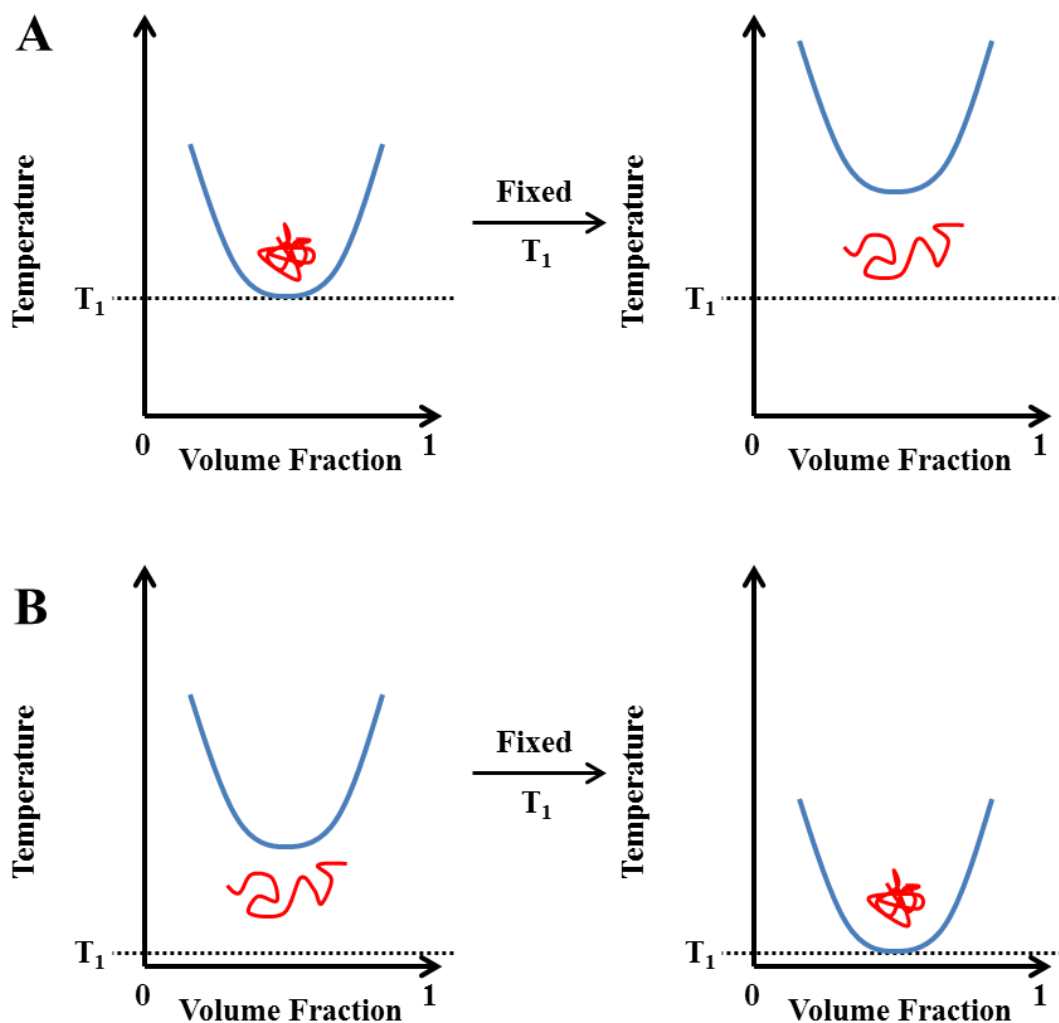 A
Temperature
T1
0
Volume Fraction
1
Fixed
T1
Temperature
T1
0
Volume Fraction
1
B
Temperature
T1
0
Volume Fraction
1
Fixed
T1
Temperature
T1
0
Volume Fraction
1